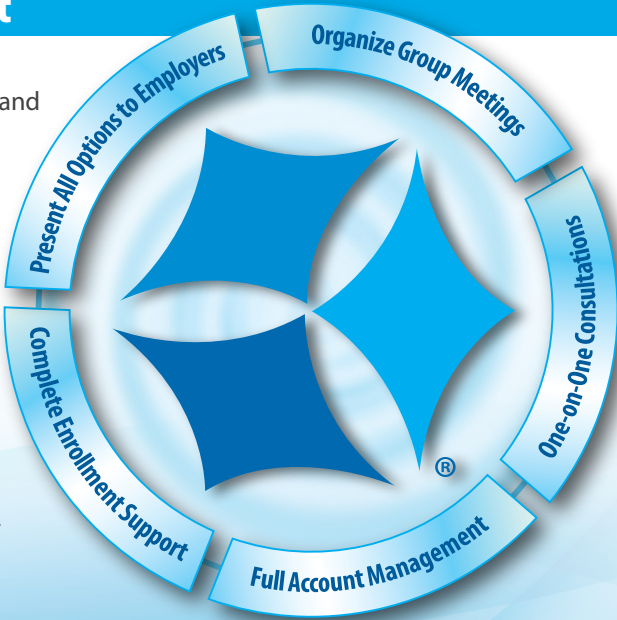 t
and
Present All Options to Employers
Organize Group Meetings
One-on-One Consultations
Full Account Management
Complete Enrollment Support
®